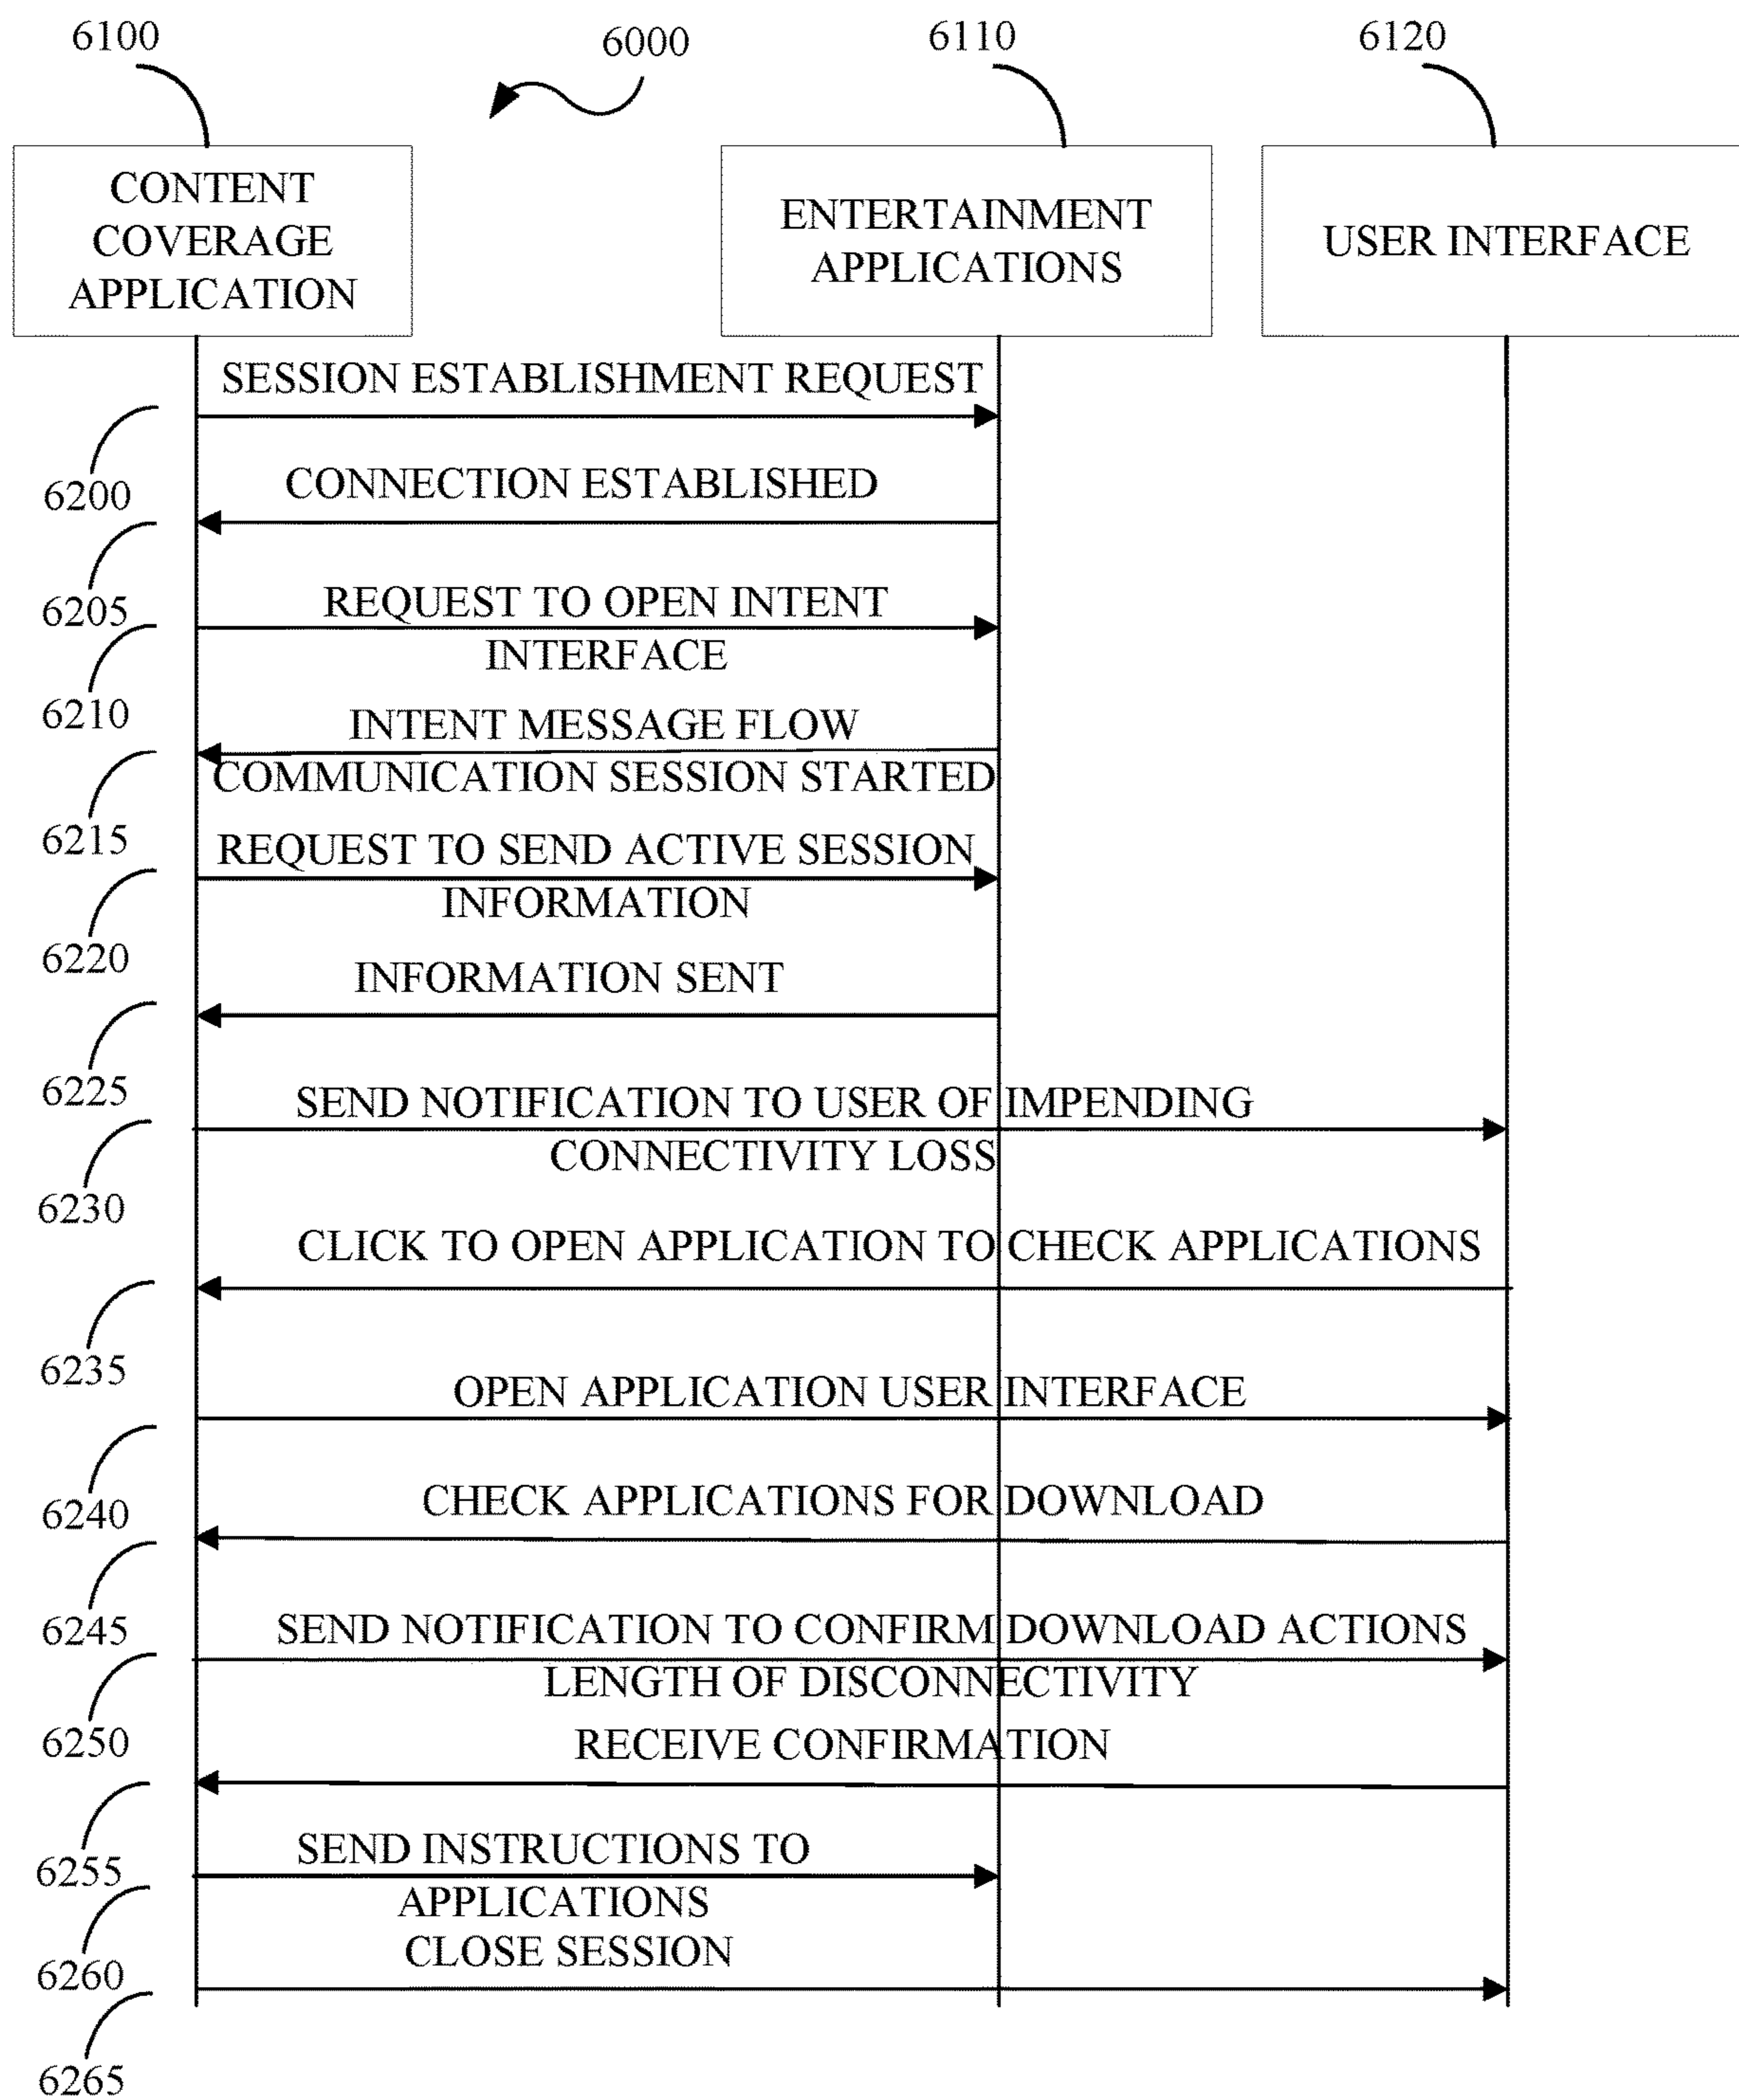 6100
6000
6110
6120
CONTENT
COVERAGE
APPLICATION
ENTERTAINMENT
APPLICATIONS
USER INTERFACE
SESSION ESTABLISHMENT REQUEST
6200
CONNECTION ESTABLISHED
6205
REQUEST TO OPEN INTENT
INTERFACE
6210
INTENT MESSAGE FLOW
COMMUNICATION SESSION STARTED
6215
REQUEST TO SEND ACTIVE SESSION
INFORMATION
6220
INFORMATION SENT
6225
SEND NOTIFICATION TO USER OF IMPENDING
CONNECTIVITY LOSS
6230
CLICK TO OPEN APPLICATION TO CHECK APPLICATIONS
6235
OPEN APPLICATION USER INTERFACE
6240
CHECK APPLICATIONS FOR DOWNLOAD
6245
SEND NOTIFICATION TO CONFIRM DOWNLOAD ACTIONS
LENGTH OF DISCONNECTIVITY
6250
RECEIVE CONFIRMATION
6255
SEND INSTRUCTIONS TO
APPLICATIONS
6260
CLOSE SESSION
6265